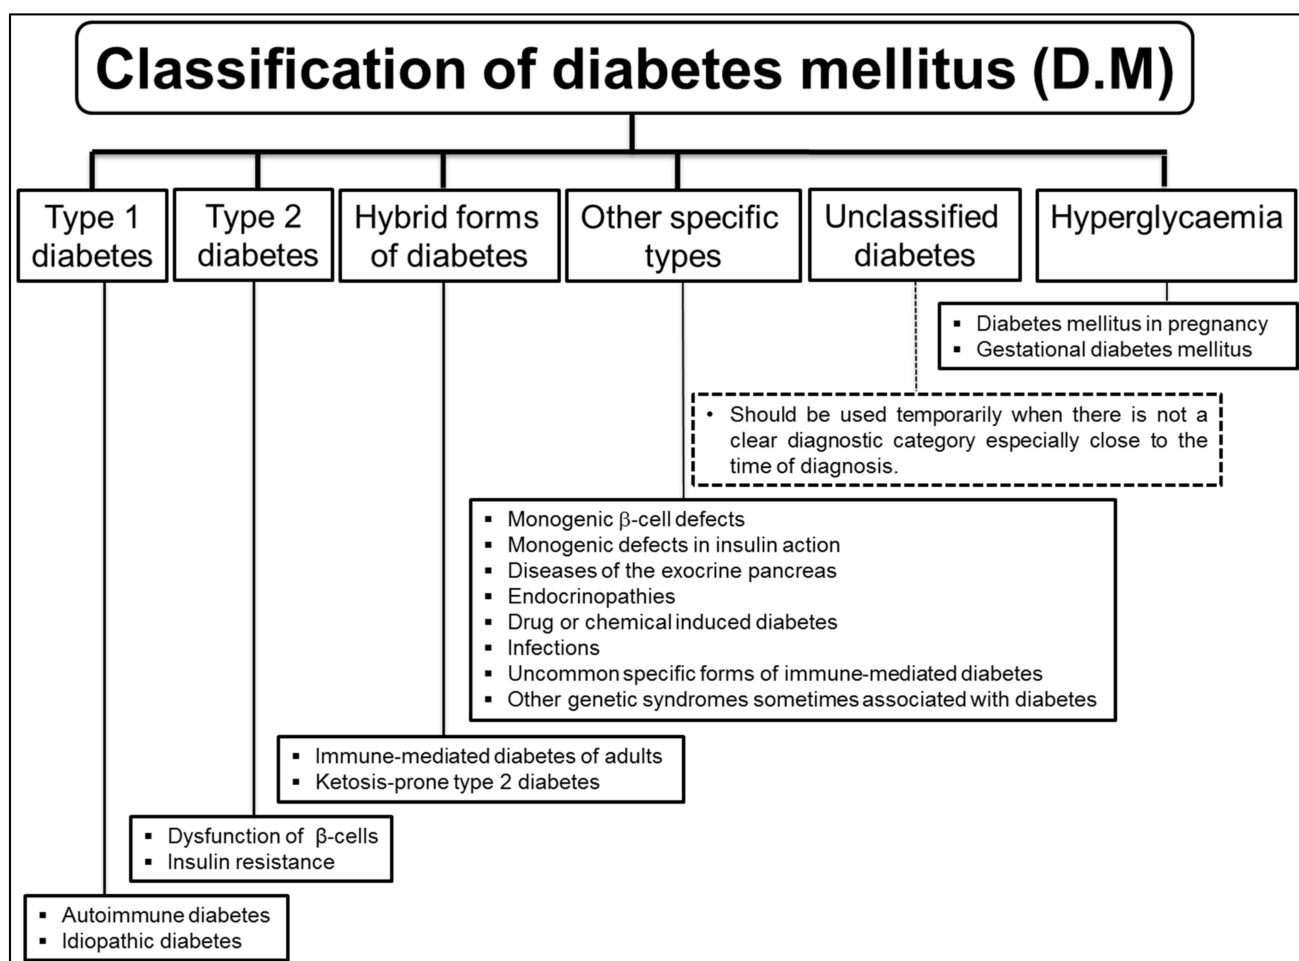 Classification of diabetes mellitus (D.M)
Type 1
diabetes
Type 2
diabetes
Hybrid forms
of diabetes
Other specific
types
Unclassified
diabetes
Hyperglycaemia
▪ Diabetes mellitus in pregnancy
▪ Gestational diabetes mellitus
• Should be used temporarily when there is not a
clear diagnostic category especially close to the
time of diagnosis.
▪ Monogenic β-cell defects
▪ Monogenic defects in insulin action
▪ Diseases of the exocrine pancreas
▪ Endocrinopathies
▪ Drug or chemical induced diabetes
▪ Infections
▪ Uncommon specific forms of immune-mediated diabetes
▪ Other genetic syndromes sometimes associated with diabetes
▪ Immune-mediated diabetes of adults
▪ Ketosis-prone type 2 diabetes
▪ Dysfunction of β-cells
▪ Insulin resistance
▪ Autoimmune diabetes
▪ Idiopathic diabetes